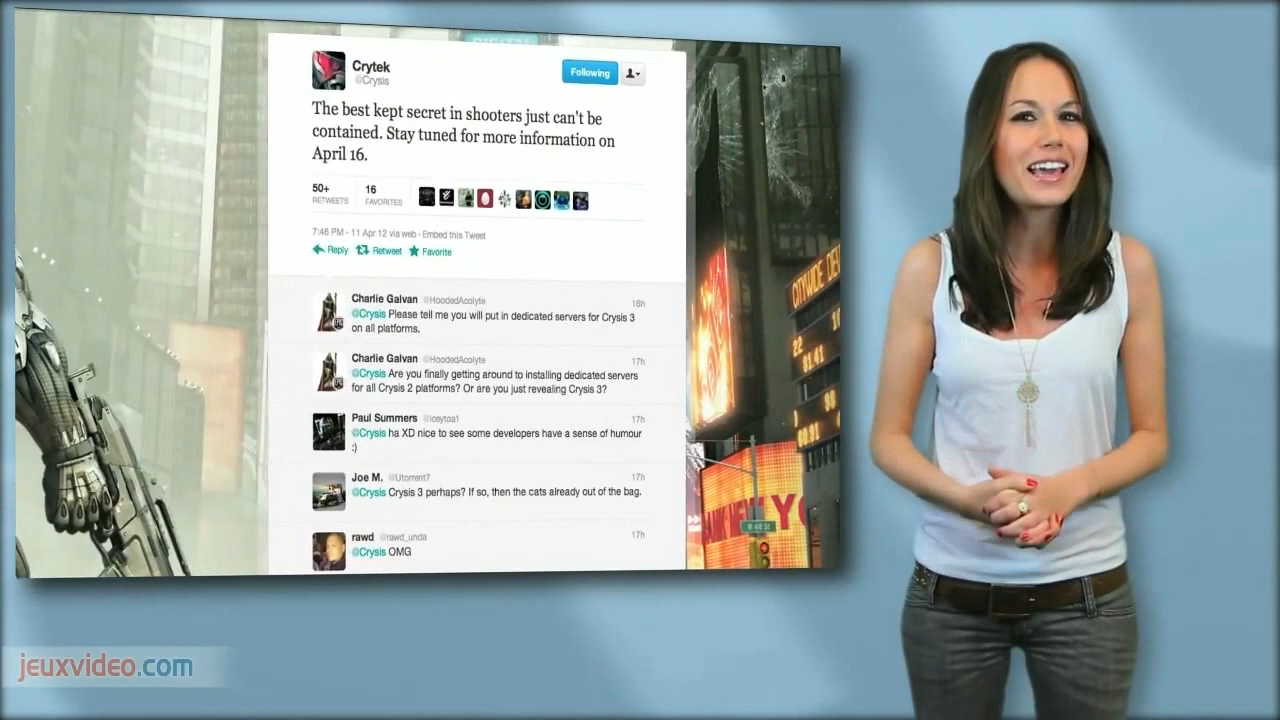 DIGITAL
Crytek
@Crysis
Following
The best kept secret in shooters just can't be
contained. Stay tuned for more information on
April 16.
50+
RETWEETS
16
FAVORITES
7:46 PM - 11 Apr 12 via web · Embed this Tweet
Reply Retweet Favorite
Charlie Galvan @HoodedAcolyte 16h
@Crysis Please tell me you will put in dedicated servers for Crysis 3
on all platforms.
Charlie Galvan @HoodedAcolyte 17h
@Crysis Are you finally getting around to installing dedicated servers
for all Crysis 2 platforms? Or are you just revealing Crysis 3?
Paul Summers @Iceytoa1 17h
@Crysis ha XD nice to see some developers have a sense of humour
:)
Joe M. @Utorrent7 17h
@Crysis Crysis 3 perhaps? If so, then the cats already out of the bag.
rawd @rawd_unda 17h
@Crysis OMG
CITYWIDE
W 48 St
jeuxvideo.com